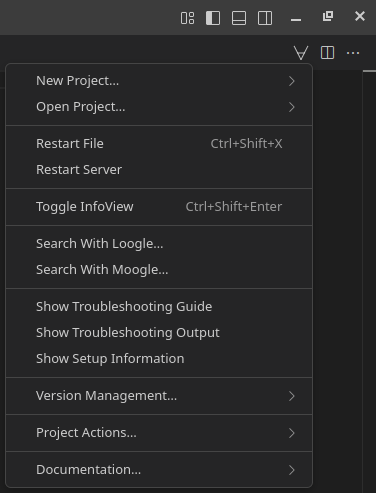 New Project...
Open Project...
Restart File Ctrl+Shift+X
Restart Server
Toggle InfoView Ctrl+Shift+Enter
Search With Loogle...
Search With Moogle...
Show Troubleshooting Guide
Show Troubleshooting Output
Show Setup Information
Version Management...
Project Actions...
Documentation...